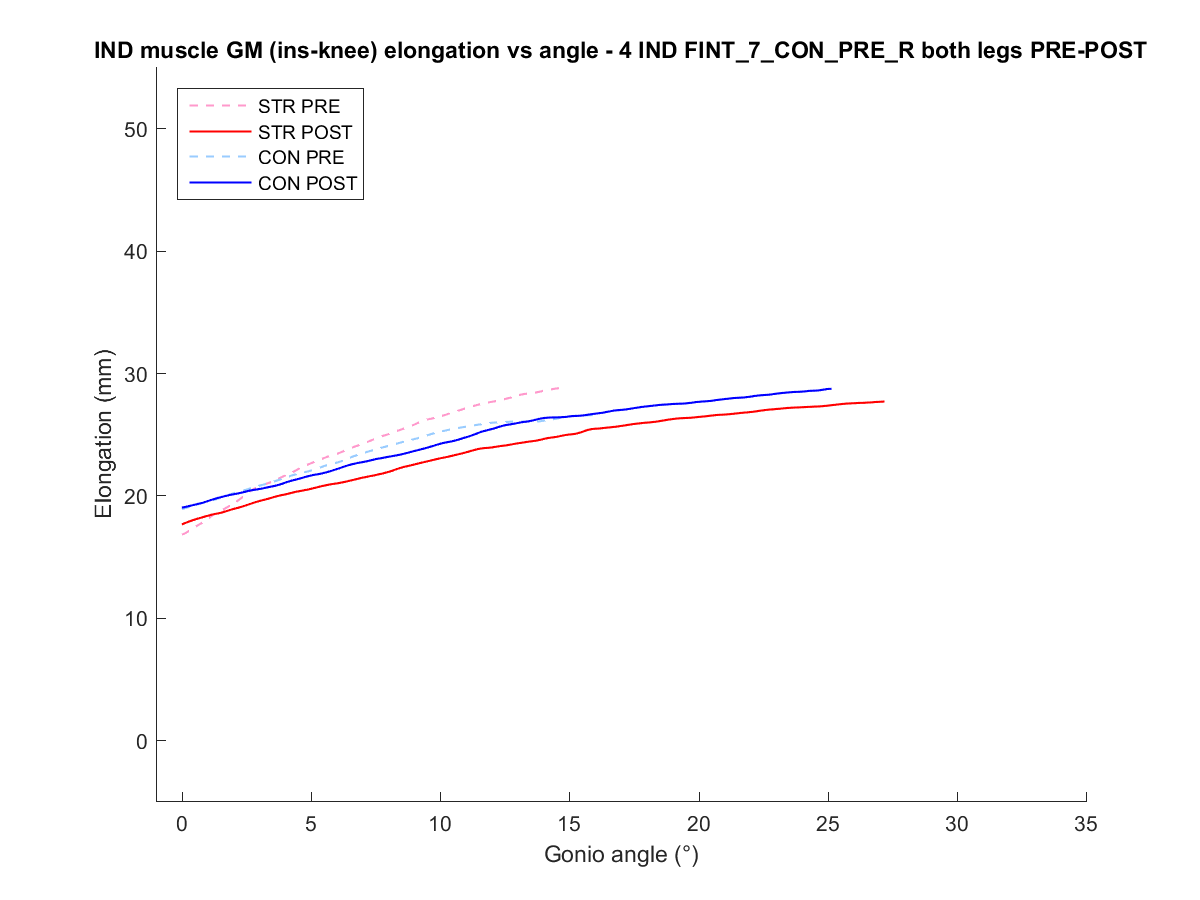 IND muscle GM (ins-knee) elongation vs angle - 4 IND FINT_7_CON_PRE_R both legs PRE-POST
STR PRE
STR POST
CON PRE
CON POST
50
40
30
20
10
0
Elongation (mm)
0 5 10 15 20 25 30 35
Gonio angle (°)